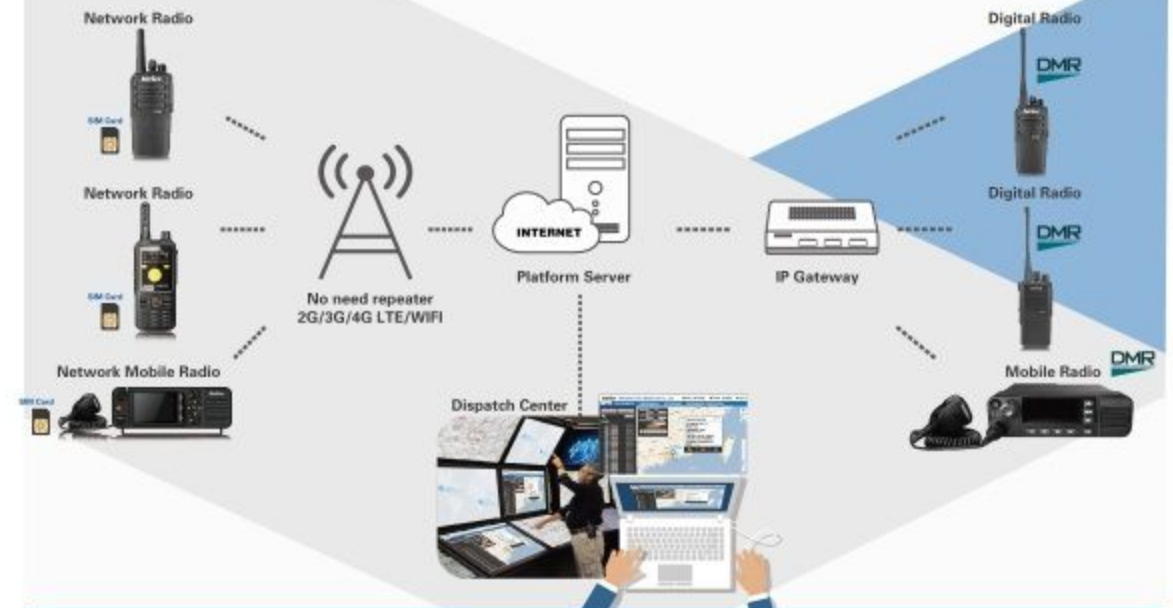 Network Radio
Digital Radio
DMR
SIM Card
Network Radio
Digital Radio
DMR
INTERNET
Platform Server
IP Gateway
SIM Card
No need repeater
2G/3G/4G LTE/WIFI
Network Mobile Radio
Mobile Radio
DMR
SIM Card
Dispatch Center